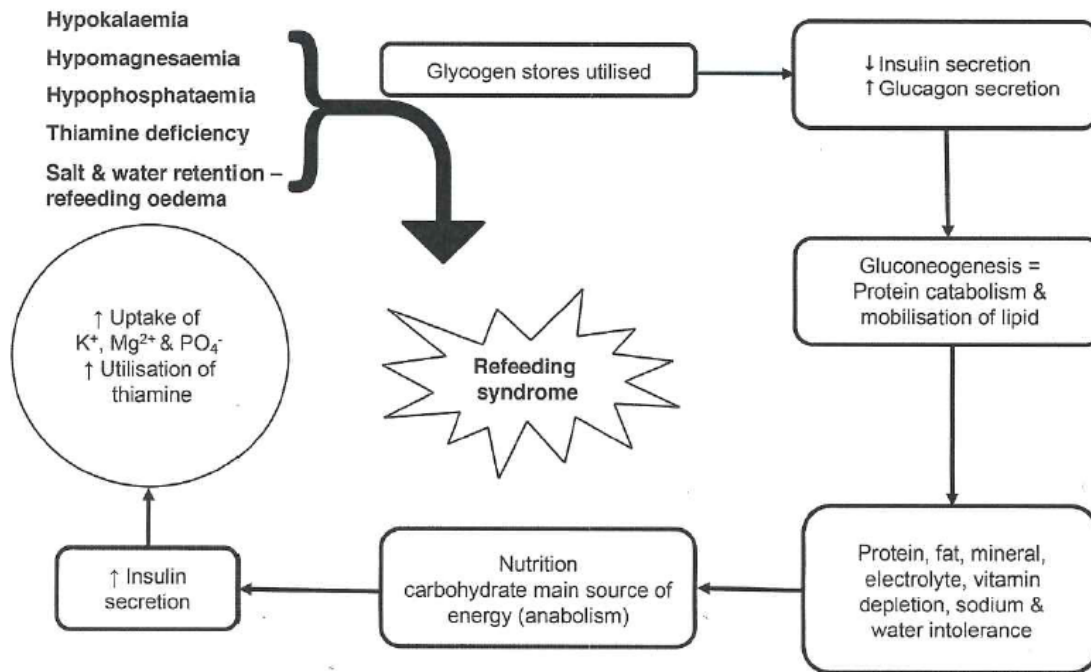 Hypokalaemia
Hypomagnesaemia
Hypophosphataemia
Thiamine deficiency
Salt & water retention –
refeeding oedema
Glycogen stores utilised
↓ Insulin secretion
↑ Glucagon secretion
Gluconeogenesis =
Protein catabolism &
mobilisation of lipid
Protein, fat, mineral,
electrolyte, vitamin
depletion, sodium &
water intolerance
Nutrition
carbohydrate main source of
energy (anabolism)
↑ Insulin
secretion
↑ Uptake of
K⁺, Mg²⁺ & PO₄⁻
↑ Utilisation of
thiamine
Refeeding
syndrome